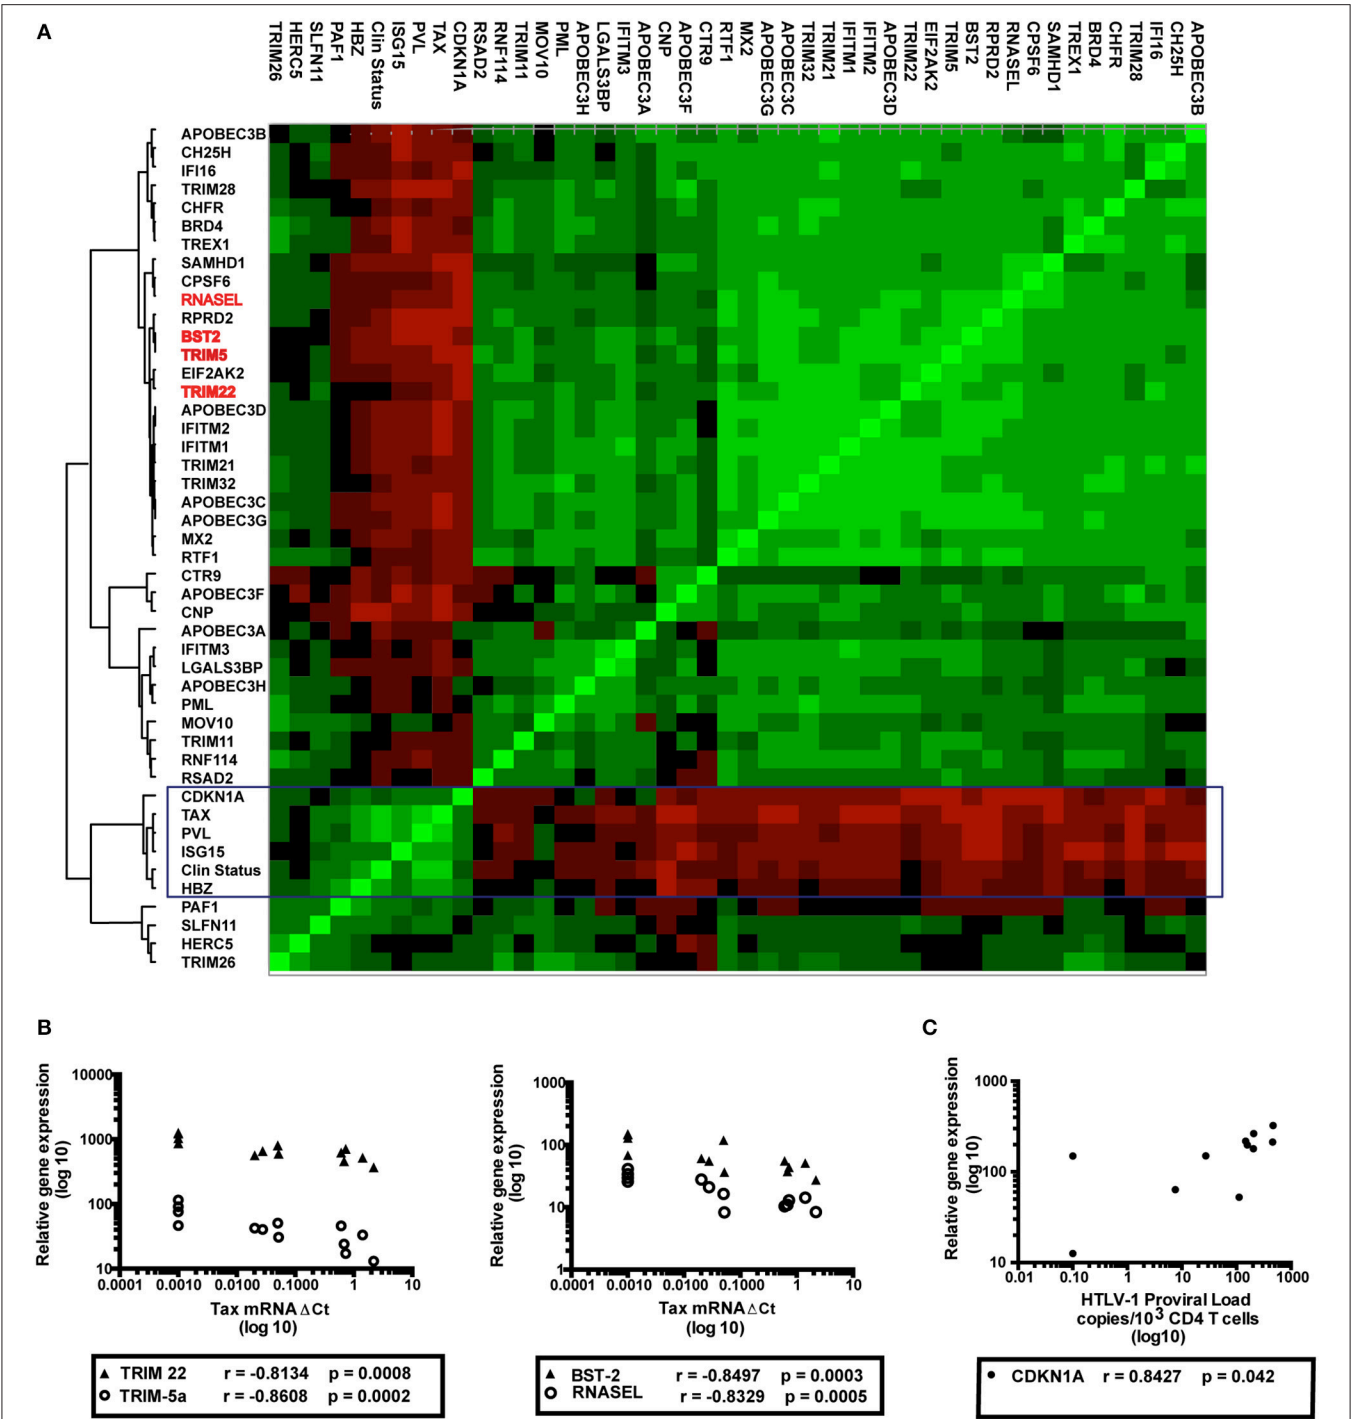 A
TRIM26
HERC5
SLFN11
PAF1
HBZ
Clin Status
ISG15
PVL
TAX
CDKN1A
RSAD2
RNF114
TRIM11
MOV10
PML
APOBEC3H
LGALS3BP
IFITM3
APOBEC3A
CNP
APOBEC3F
CTR9
RTF1
MX2
APOBEC3G
APOBEC3C
TRIM32
TRIM21
IFITM1
IFITM2
APOBEC3D
TRIM22
EIF2AK2
TRIM5
BST2
RPRD2
RNASEL
CPSF6
SAMHD1
TREX1
BRD4
CHFR
TRIM28
IFI16
CH25H
APOBEC3B
APOBEC3B
CH25H
IFI16
TRIM28
CHFR
BRD4
TREX1
SAMHD1
CPSF6
RNASEL
RPRD2
BST2
TRIM5
EIF2AK2
TRIM22
APOBEC3D
IFITM2
IFITM1
TRIM21
TRIM32
APOBEC3C
APOBEC3G
MX2
RTF1
CTR9
APOBEC3F
CNP
APOBEC3A
IFITM3
LGALS3BP
APOBEC3H
PML
MOV10
TRIM11
RNF114
RSAD2
CDKN1A
TAX
PVL
ISG15
Clin Status
HBZ
PAF1
SLFN11
HERC5
TRIM26
B
Relative gene expression
(log 10)
10000
1000
100
10
0.0001 0.0010 0.0100 0.1000 1 10
Tax mRNA △Ct
(log 10)
▲ TRIM 22 r = -0.8134 p = 0.0008
o TRIM-5a r = -0.8608 p = 0.0002
Relative gene expression
(log 10)
1000
100
10
1
0.0001 0.0010 0.0100 0.1000 1 10
Tax mRNA △Ct
(log 10)
▲ BST-2 r = -0.8497 p = 0.0003
o RNASEL r = -0.8329 p = 0.0005
C
Relative gene expression
(log 10)
1000
100
10
0.01 0.10 1 10 100 1000
HTLV-1 Proviral Load
copies/10³ CD4 T cells
(log10)
• CDKN1A r = 0.8427 p = 0.042